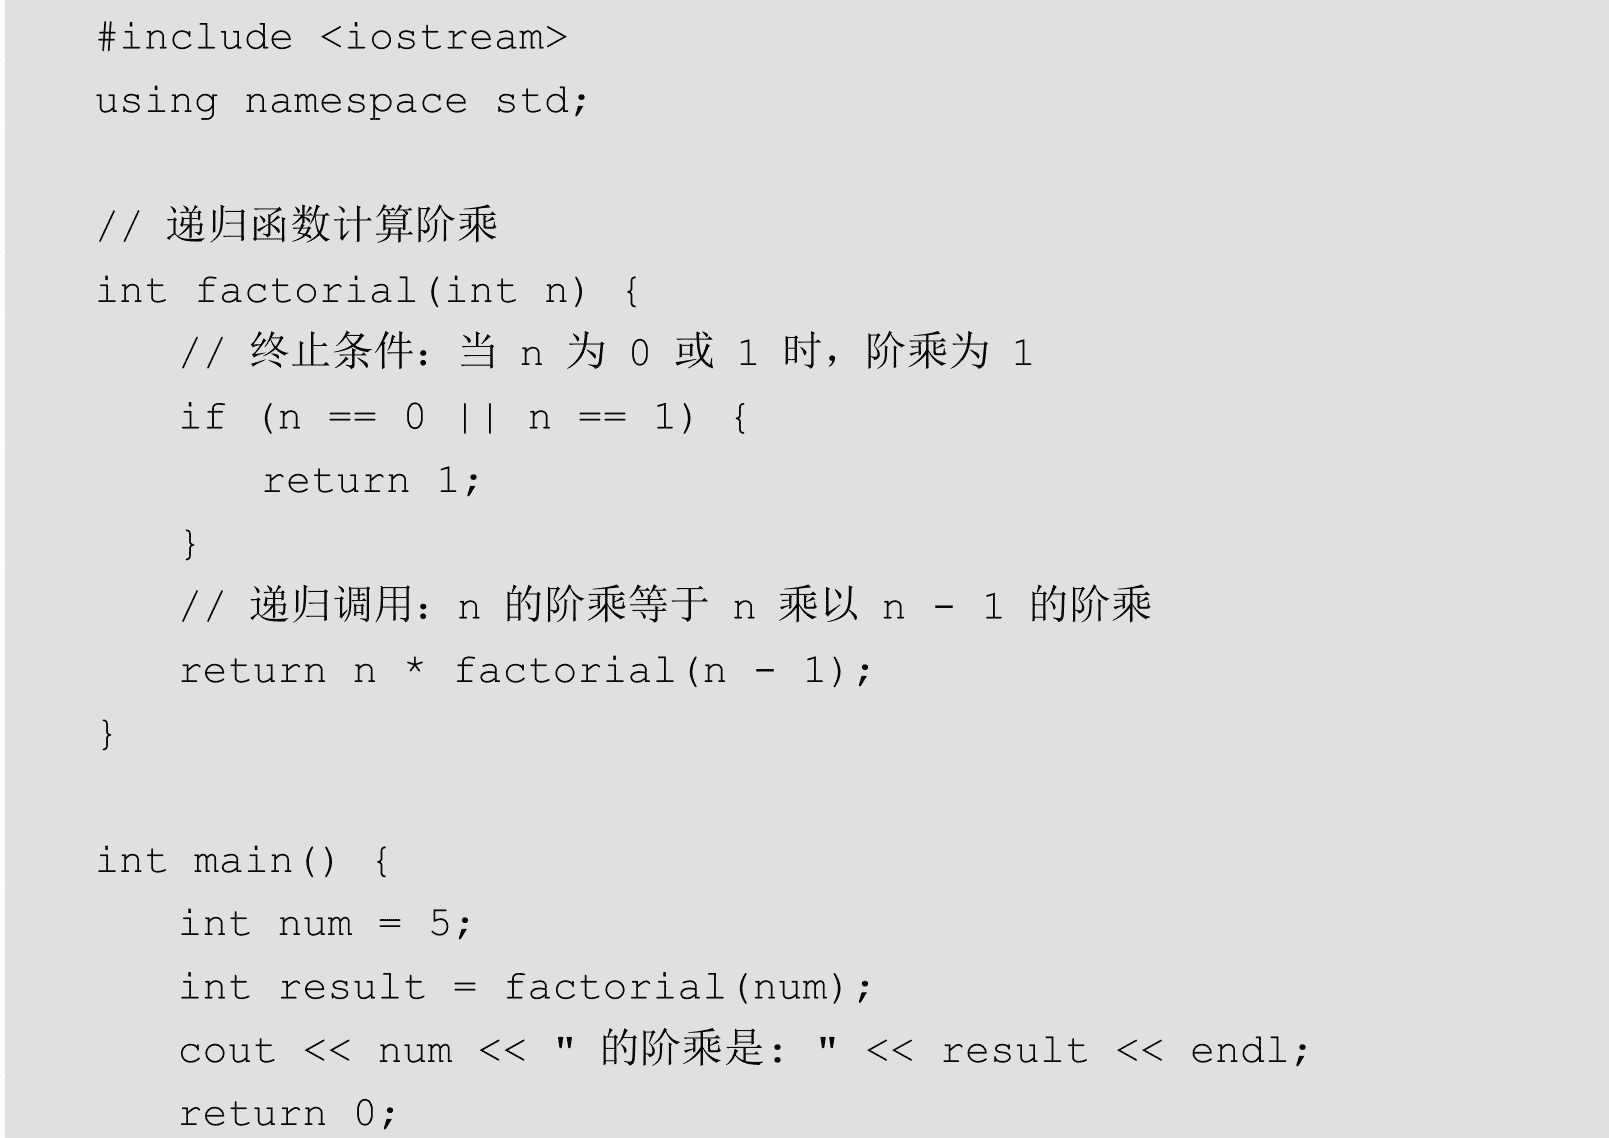 #include <iostream>
using namespace std;
// 递归函数计算阶乘
int factorial(int n) {
// 终止条件：当 n 为 0 或 1 时，阶乘为 1
if (n == 0 || n == 1) {
return 1;
}
// 递归调用：n 的阶乘等于 n 乘以 n - 1 的阶乘
return n * factorial(n - 1);
}
int main() {
int num = 5;
int result = factorial(num);
cout << num << " 的阶乘是: " << result << endl;
return 0;